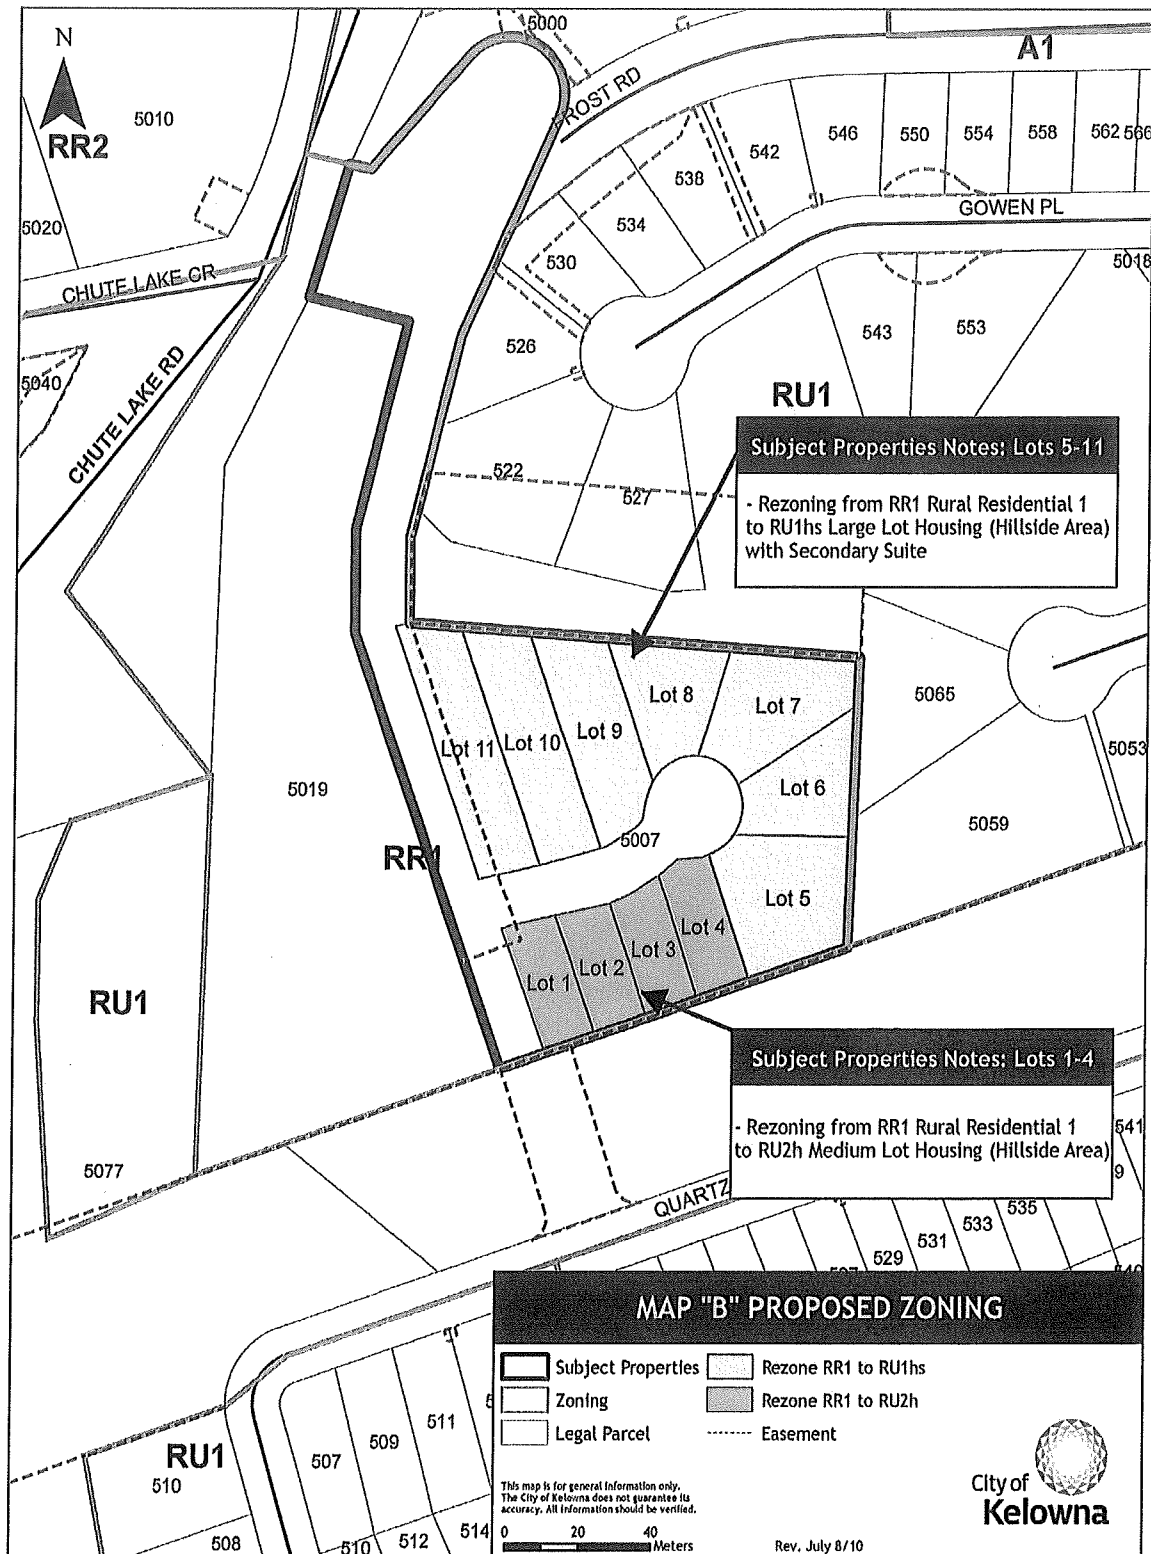 N
5000
A1
5010
RR2
FROST RD
546
550
554
558
562
566
542
538
GOWEN PL
5020
534
530
5018
CHUTE LAKE CR
543
553
526
5040
CHUTE LAKE RD
RU1
522
527
Subject Properties Notes: Lots 5-11
- Rezoning from RR1 Rural Residential 1
to RU1hs Large Lot Housing (Hillside Area)
with Secondary Suite
Lot 8
Lot 7
5065
Lot 11
Lot 10
Lot 9
5053
5019
Lot 6
5007
5059
RR1
Lot 5
Lot 4
Lot 3
Lot 2
Lot 1
RU1
Subject Properties Notes: Lots 1-4
- Rezoning from RR1 Rural Residential 1
to RU2h Medium Lot Housing (Hillside Area)
541
5077
9
QUARTZ
535
533
531
529
MAP "B" PROPOSED ZONING
Subject Properties
Rezone RR1 to RU1hs
Zoning
Rezone RR1 to RU2h
Legal Parcel
Easement
511
509
507
RU1
510
508
510
512
514
This map is for general information only.
The City of Kelowna does not guarantee its
accuracy. All information should be verified.
0 20 40
Meters
Rev. July 8/10
City of
Kelowna